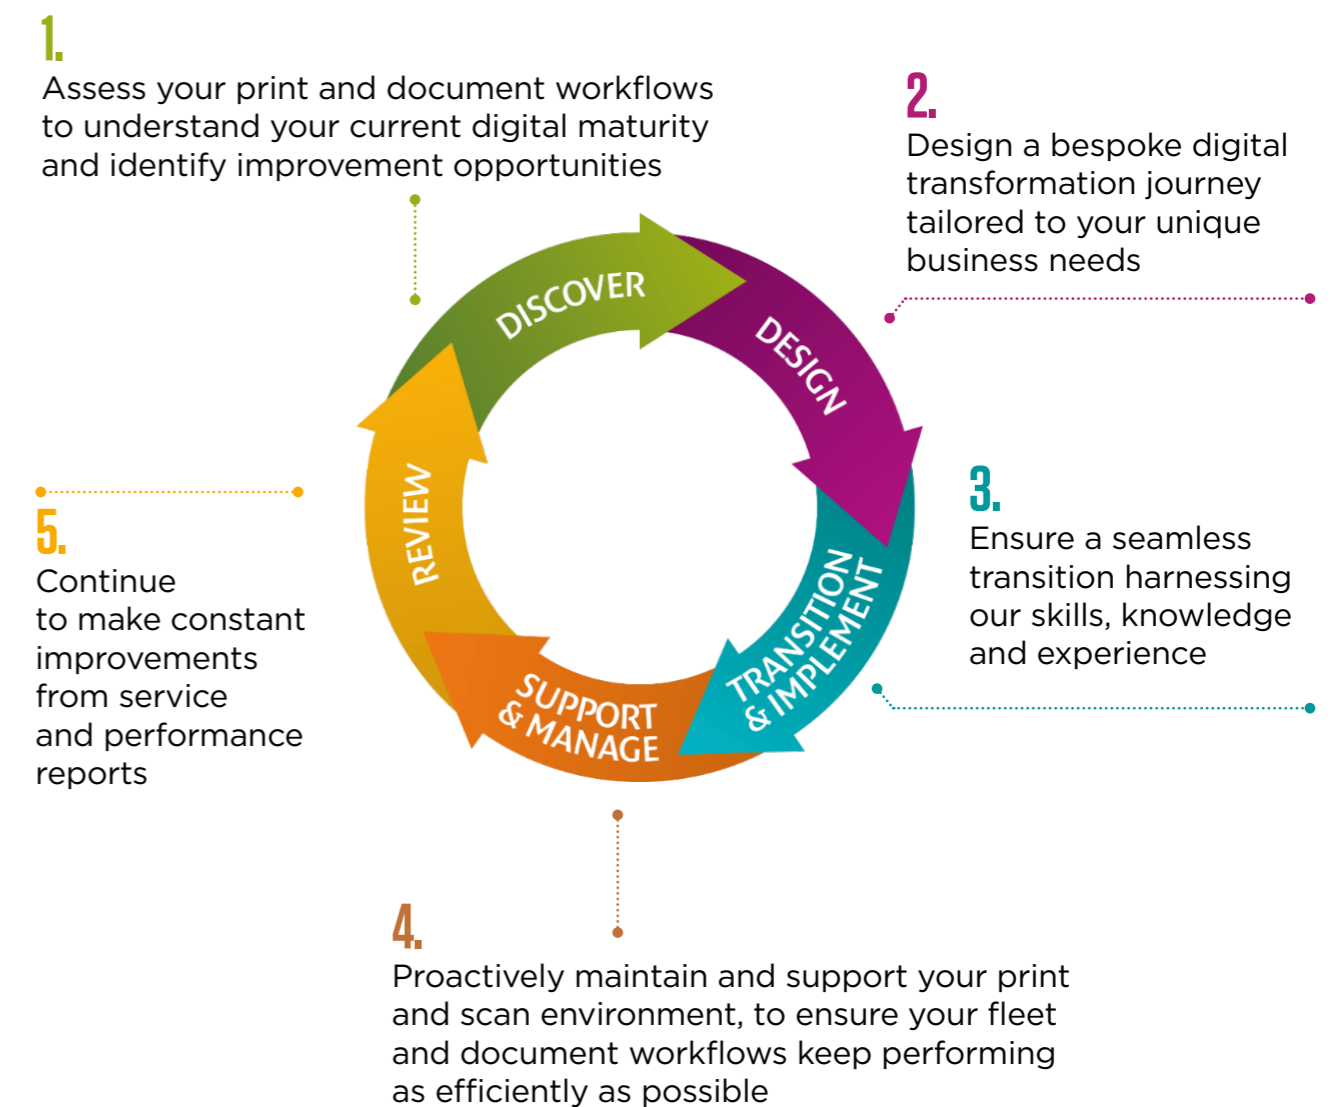 1.
Assess your print and document workflows
to understand your current digital maturity
and identify improvement opportunities
2.
Design a bespoke digital
transformation journey
tailored to your unique
business needs
DISCOVER
DESIGN
TRANSITION
& IMPLEMENT
SUPPORT
& MANAGE
REVIEW
3.
Ensure a seamless
transition harnessing
our skills, knowledge
and experience
5.
Continue
to make constant
improvements
from service
and performance
reports
4.
Proactively maintain and support your print
and scan environment, to ensure your fleet
and document workflows keep performing
as efficiently as possible